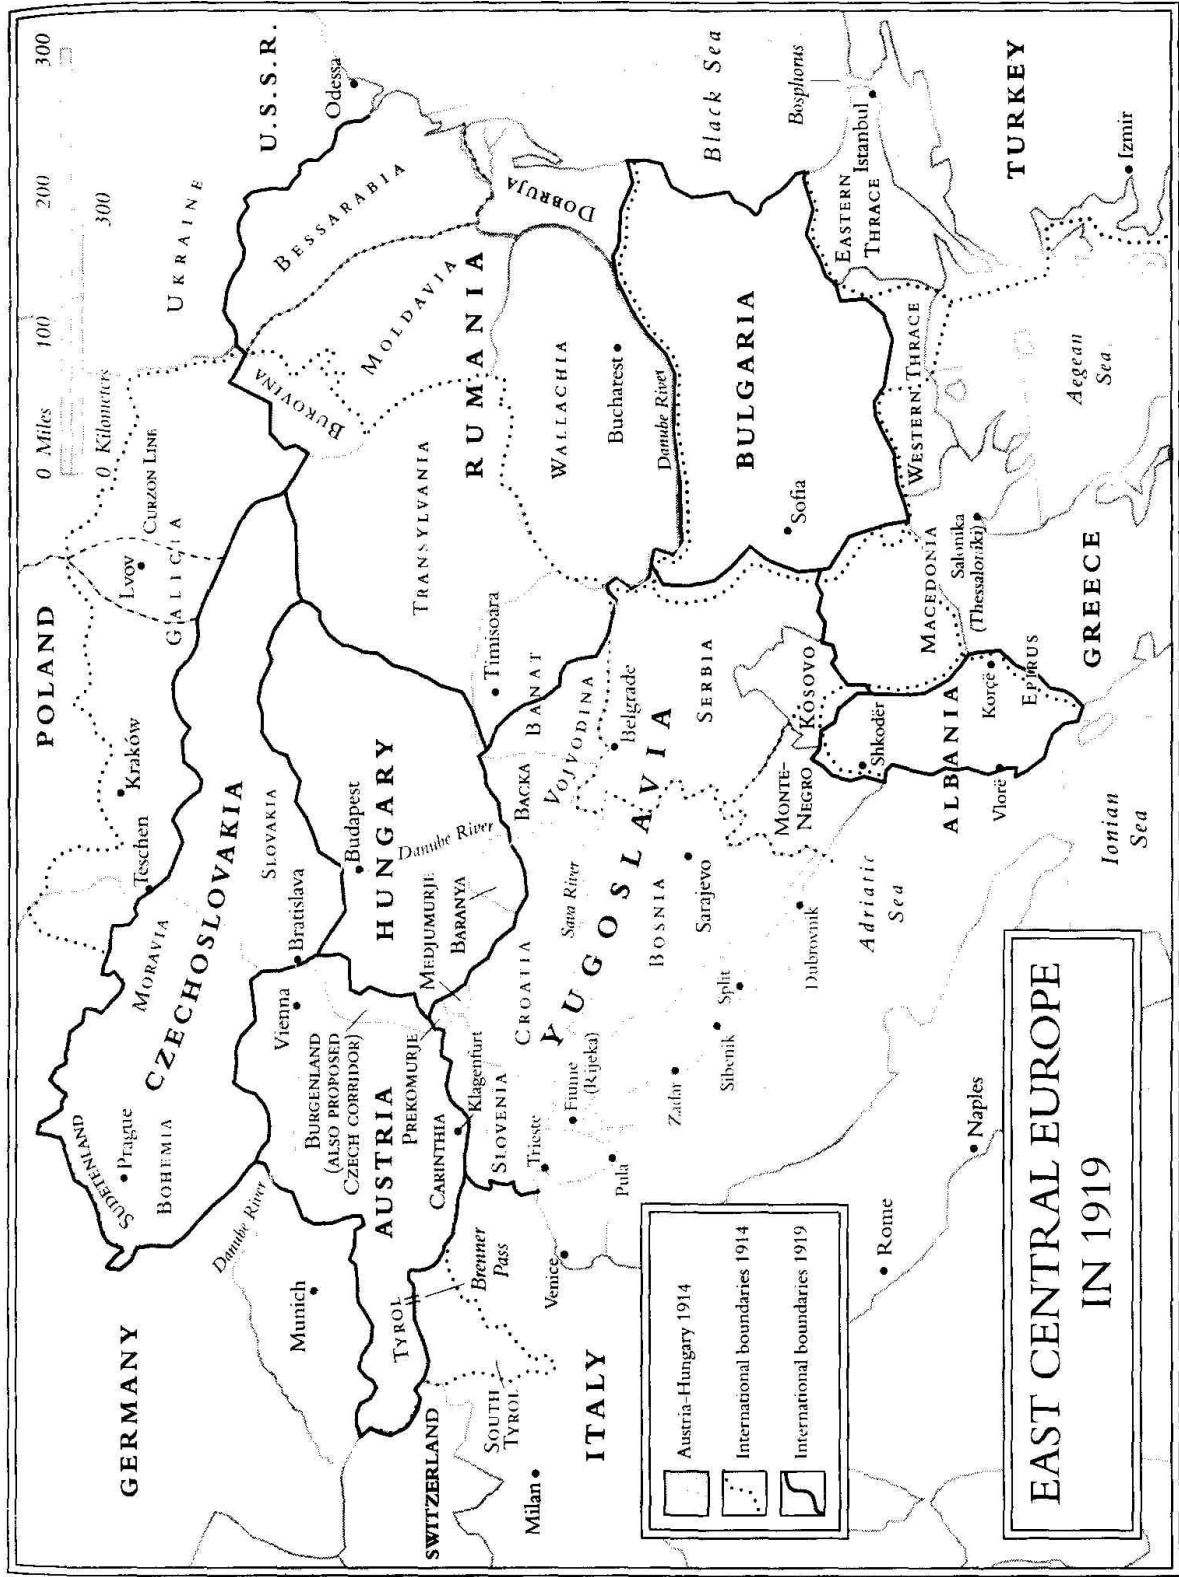 0 Miles 100 200 300
0 Kilometers 300
GERMANY
POLAND
U.S.S.R.
UKRAINE
SUDETENLAND
Prague
BOHEMIA
MORAVIA
Teschen
Kraków
Lvov
CURZON LINE
GALICIA
Odessa
CZECHOSLOVAKIA
SLOVAKIA
Bratislava
BUKOVINA
BESSARABIA
MOLDAVIA
Danube River
Munich
Vienna
BURGENLAND
(ALSO PROPOSED
CZECH CORRIDOR)
AUSTRIA
Budapest
HUNGARY
Danube River
TRANSYLVANIA
RUMANIA
DOBRUJA
TYROL
Brenner
Pass
CARINTHIA
PREKOMURJE
MEDJUMURJE
BARANYA
Klagenfurt
SWITZERLAND
SOUTH
TYROL
SLOVENIA
CROATIA
BACKA
BANAT
Timisoara
WALLACHIA
Bucharest
Danube River
Milan
Venice
Trieste
Fiume
(Rijeka)
Pula
Sava River
VOJVODINA
Belgrade
ITALY
YUGOSLAVIA
BOSNIA
SERBIA
Zadar
Sibenik
Split
Sarajevo
Dubrovnik
MONTE-
NEGRO
KOSOVO
Sofia
BULGARIA
Black Sea
Bosphorus
Istanbul
EASTERN
THRACE
WESTERN THRACE
Adriatic
Sea
Shkodër
ALBANIA
Vlorë
Korçë
EPIRUS
MACEDONIA
Salonika
(Thessaloniki)
GREECE
TURKEY
Izmir
Aegean
Sea
Ionian
Sea
Rome
Naples
Austria-Hungary 1914
International boundaries 1914
International boundaries 1919
EAST CENTRAL EUROPE
IN 1919